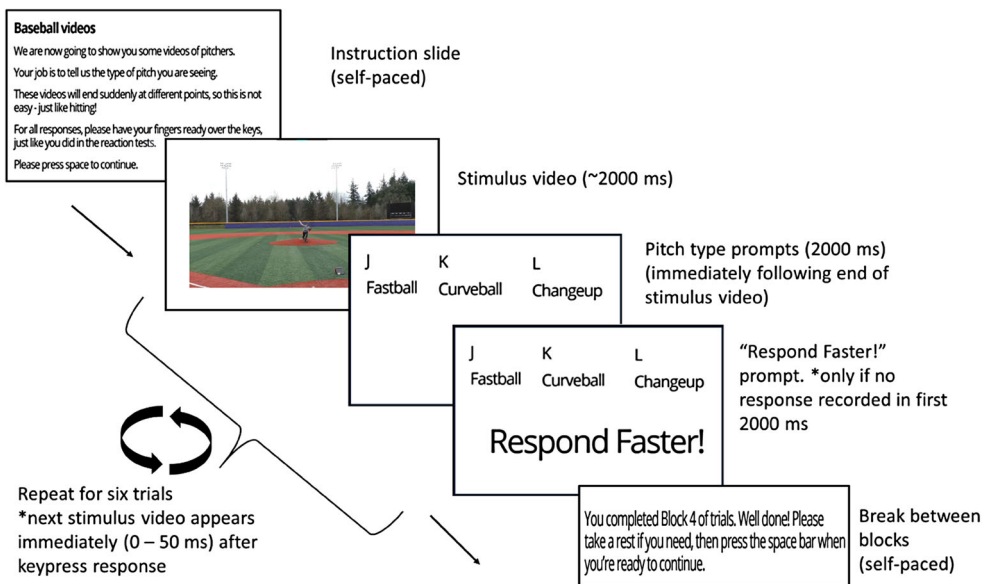 Baseball videos
We are now going to show you some videos of pitchers.
Your job is to tell us the type of pitch you are seeing.
These videos will end suddenly at different points, so this is not
easy - just like hitting!
For all responses, please have your fingers ready over the keys,
just like you did in the reaction tests.
Please press space to continue.
Instruction slide
(self-paced)
Stimulus video (~2000 ms)
J K L
Fastball Curveball Changeup
Pitch type prompts (2000 ms)
(immediately following end of
stimulus video)
J K L
Fastball Curveball Changeup
Respond Faster!
“Respond Faster!”
prompt. *only if no
response recorded in first
2000 ms
Repeat for six trials
*next stimulus video appears
immediately (0 – 50 ms) after
keypress response
You completed Block 4 of trials. Well done! Please
take a rest if you need, then press the space bar when
you're ready to continue.
Break between
blocks
(self-paced)